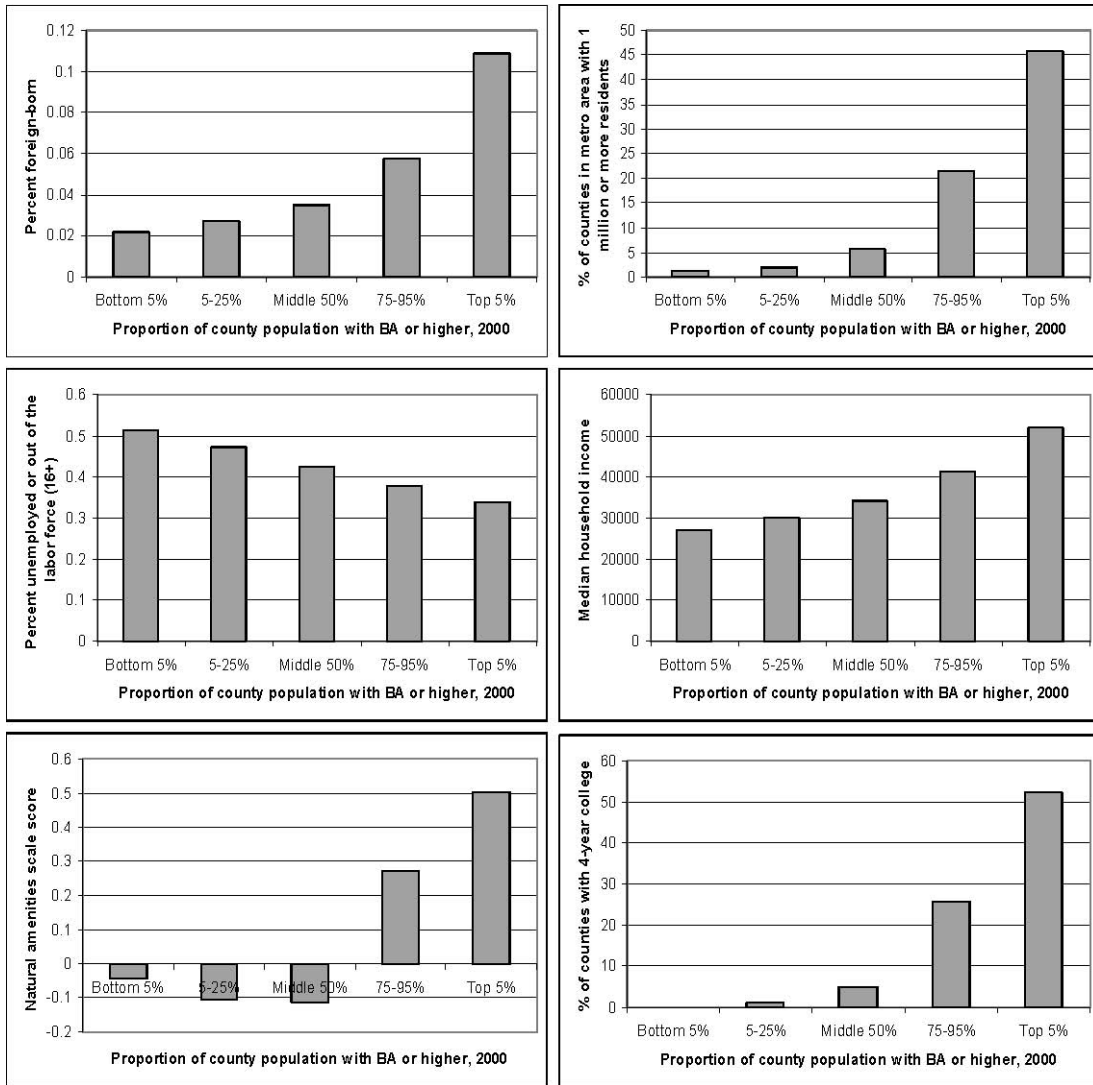 Percent foreign-born
0.12
0.1
0.08
0.06
0.04
0.02
0
Bottom 5% 5-25% Middle 50% 75-95% Top 5%
Proportion of county population with BA or higher, 2000
% of counties in metro area with 1
million or more residents
50
45
40
35
30
25
20
15
10
5
0
Bottom 5% 5-25% Middle 50% 75-95% Top 5%
Proportion of county population with BA or higher, 2000
Percent unemployed or out of the
labor force (16+)
0.6
0.5
0.4
0.3
0.2
0.1
0
Bottom 5% 5-25% Middle 50% 75-95% Top 5%
Proportion of county population with BA or higher, 2000
Median household income
60000
50000
40000
30000
20000
10000
0
Bottom 5% 5-25% Middle 50% 75-95% Top 5%
Proportion of county population with BA or higher, 2000
Natural amenities scale score
0.6
0.5
0.4
0.3
0.2
0.1
0
-0.1
-0.2
Bottom 5% 5-25% Middle 50% 75-95% Top 5%
Proportion of county population with BA or higher, 2000
% of counties with 4-year college
60
50
40
30
20
10
0
Bottom 5% 5-25% Middle 50% 75-95% Top 5%
Proportion of county population with BA or higher, 2000